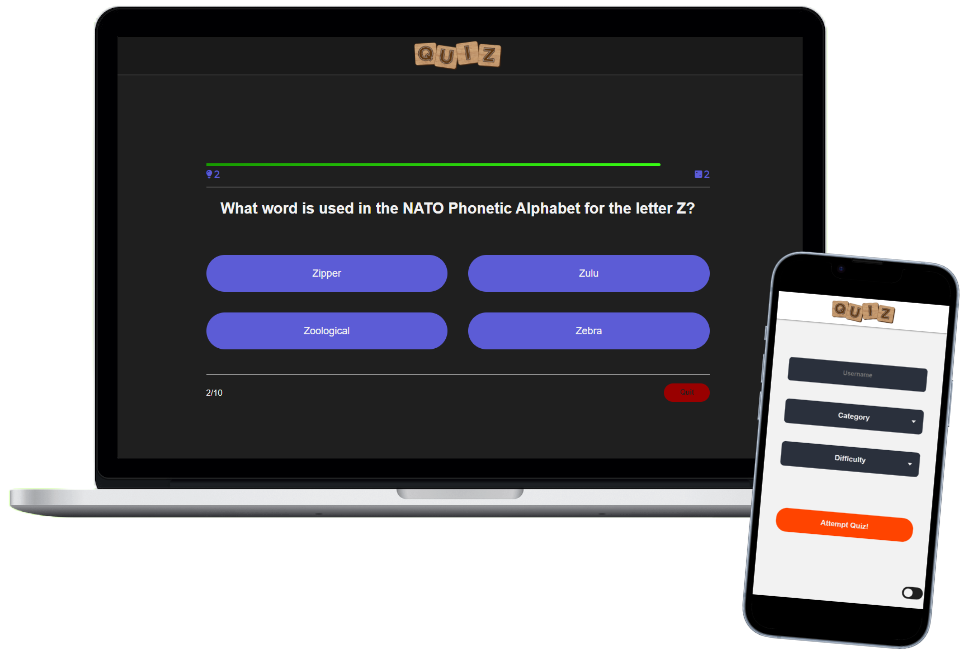 QUIZ
2
2
What word is used in the NATO Phonetic Alphabet for the letter Z?
Zipper
Zulu
Zoological
Zebra
2/10
QUIZ
Username
Category
Difficulty
Attempt Quiz!